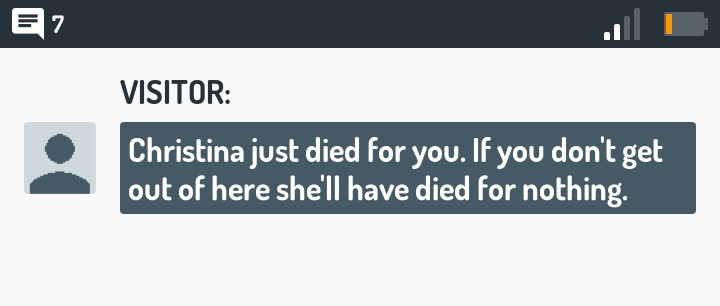 7
VISITOR:
Christina just died for you. If you don't get
out of here she'll have died for nothing.